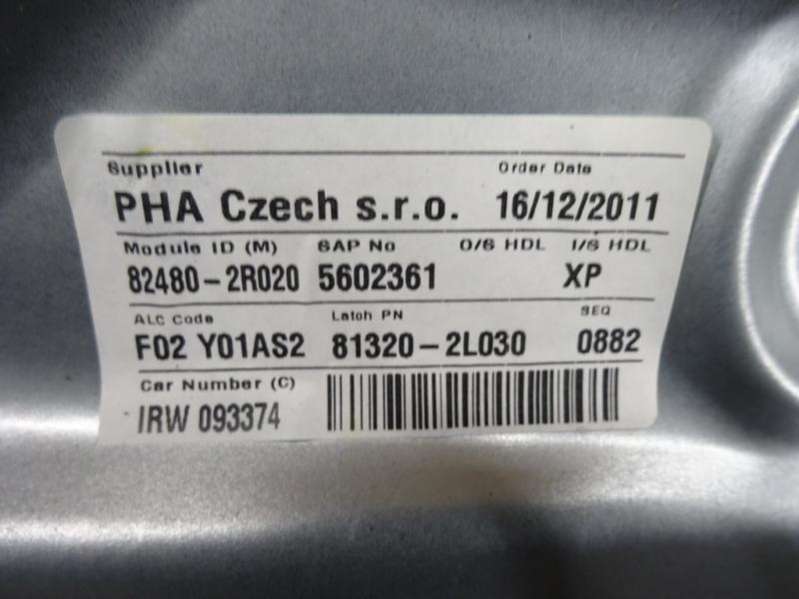 Supplier Order Date
PHA Czech s.r.o. 16/12/2011
Module ID (M) SAP No O/S HDL I/S HDL
82480-2R020 5602361 XP
ALC Code Latch PN SEQ
F02 Y01AS2 81320-2L030 0882
Car Number (C)
IRW 093374